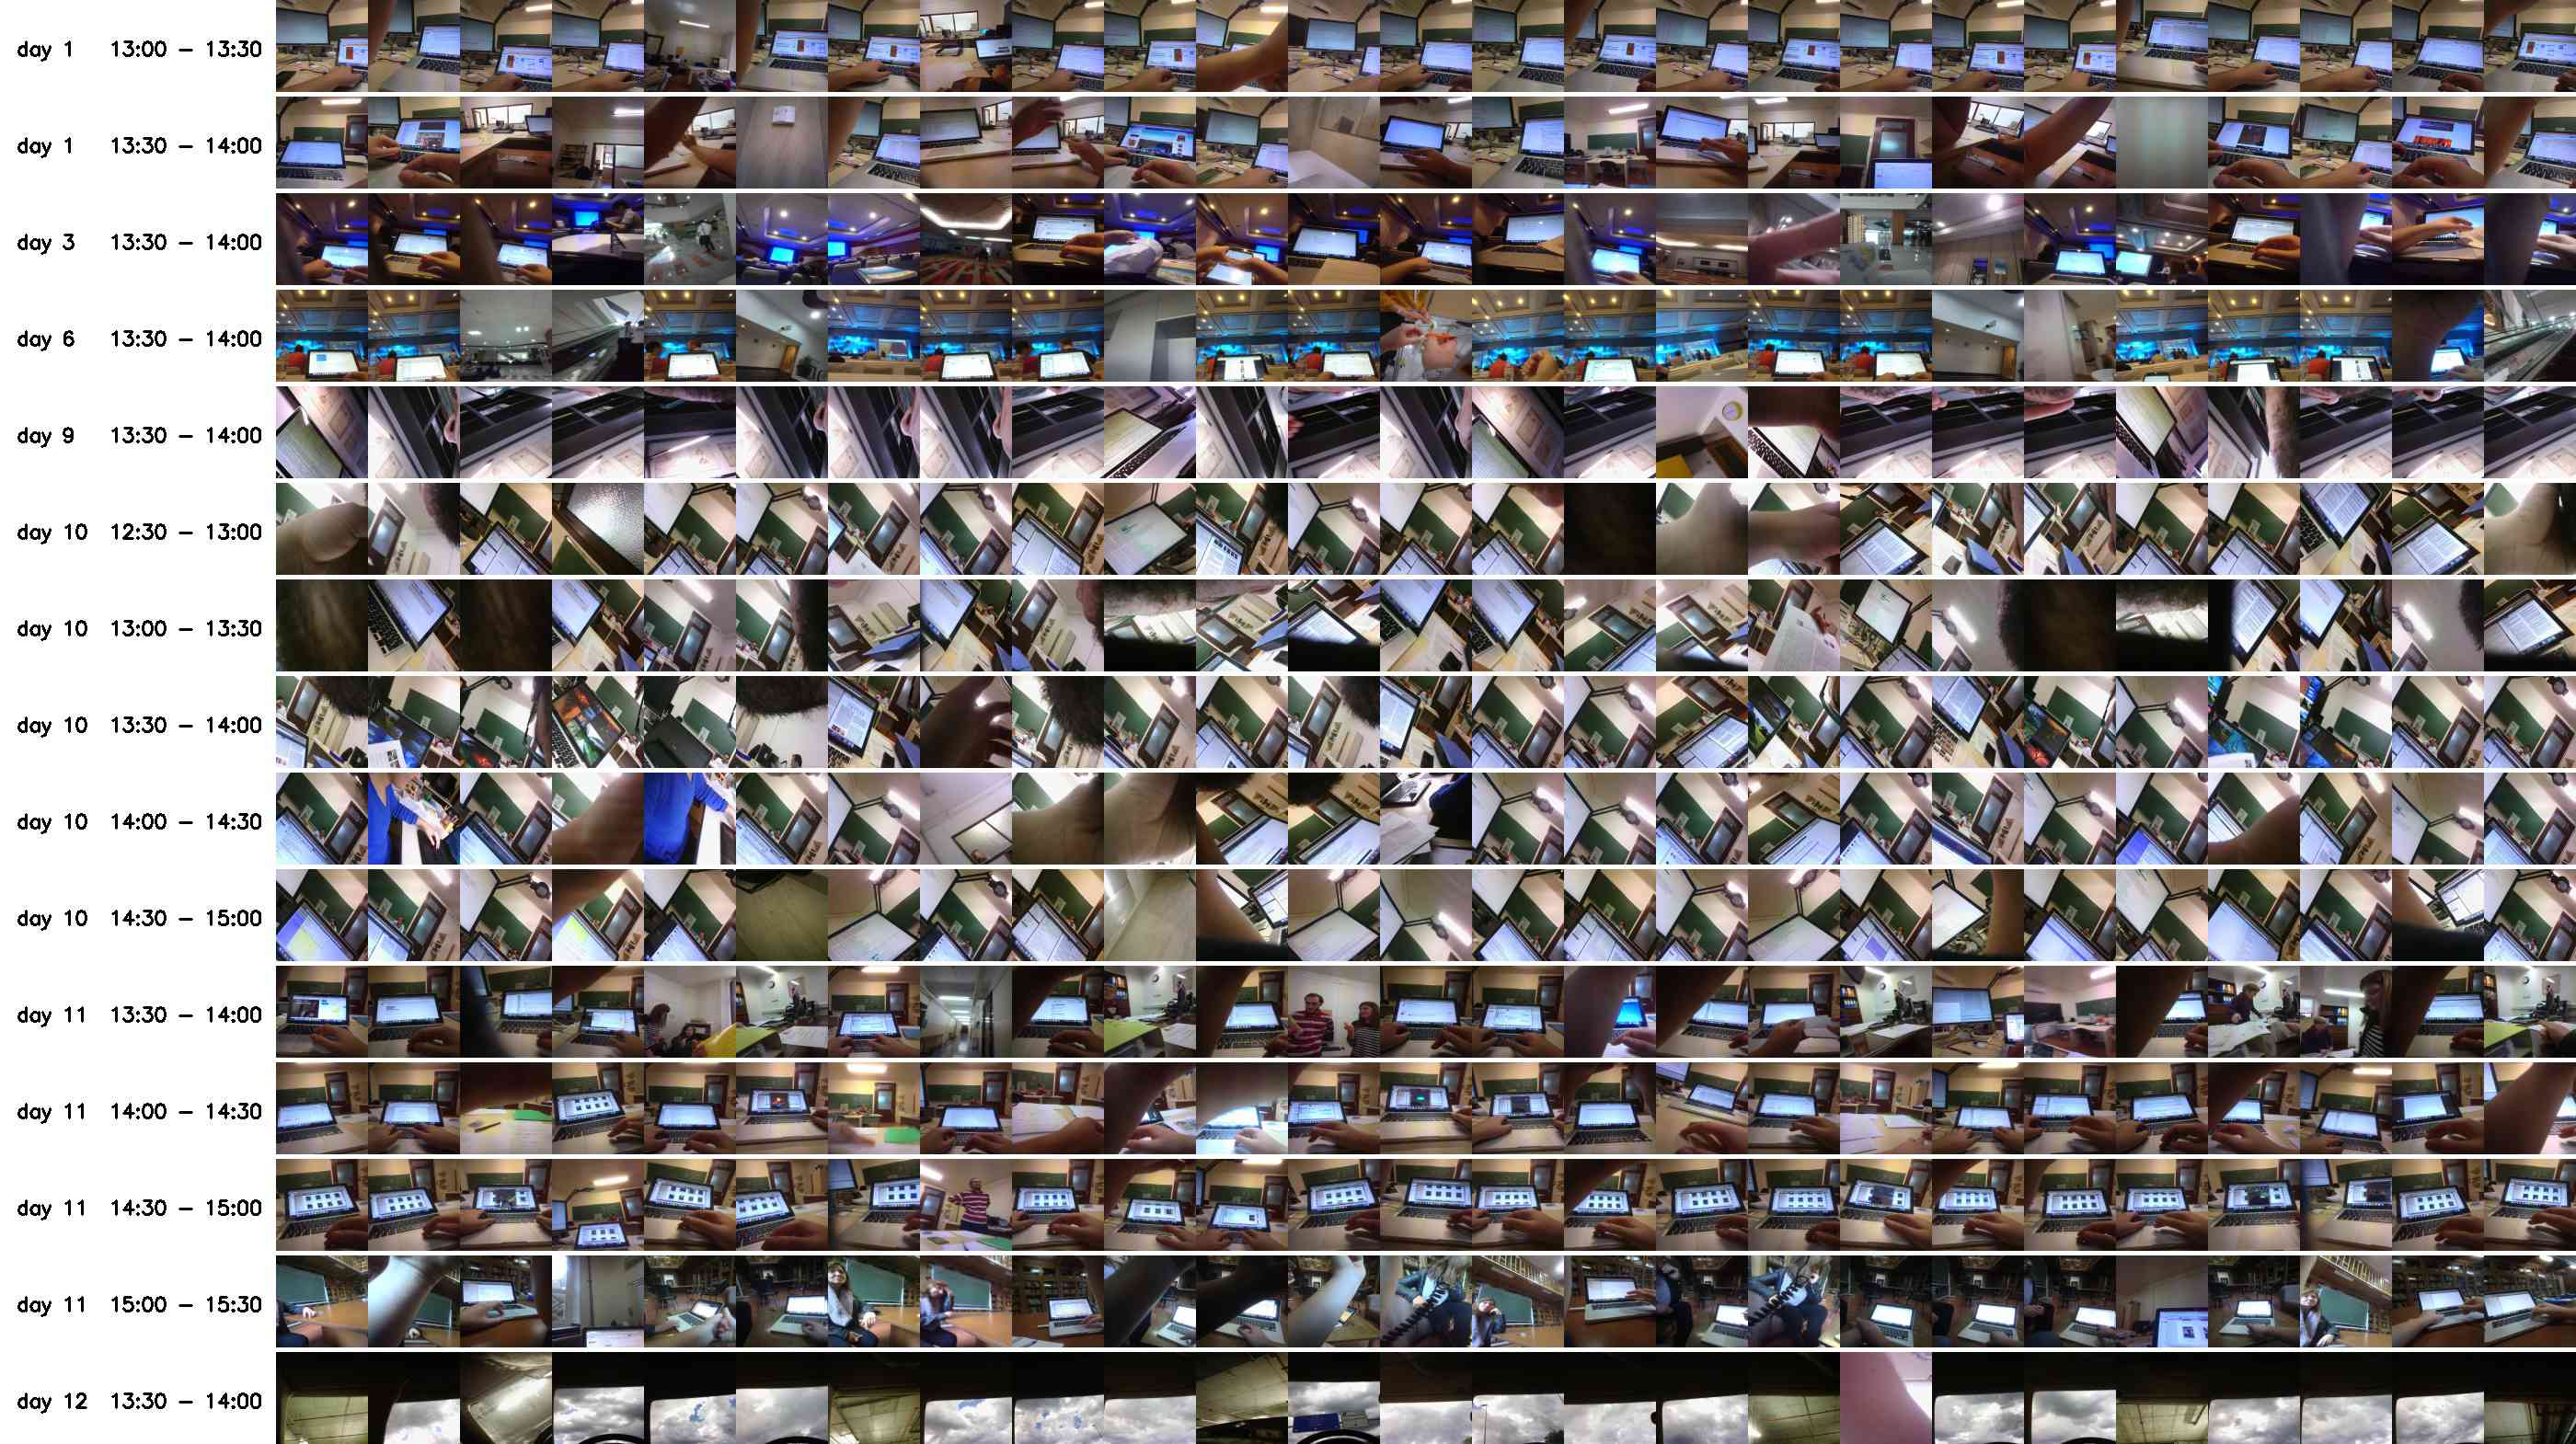 day 1 13:00 – 13:30
day 1 13:30 – 14:00
day 3 13:30 – 14:00
day 6 13:30 – 14:00
day 9 13:30 – 14:00
day 10 12:30 – 13:00
day 10 13:00 – 13:30
day 10 13:30 – 14:00
day 10 14:00 – 14:30
day 10 14:30 – 15:00
day 11 13:30 – 14:00
day 11 14:00 – 14:30
day 11 14:30 – 15:00
day 11 15:00 – 15:30
day 12 13:30 – 14:00